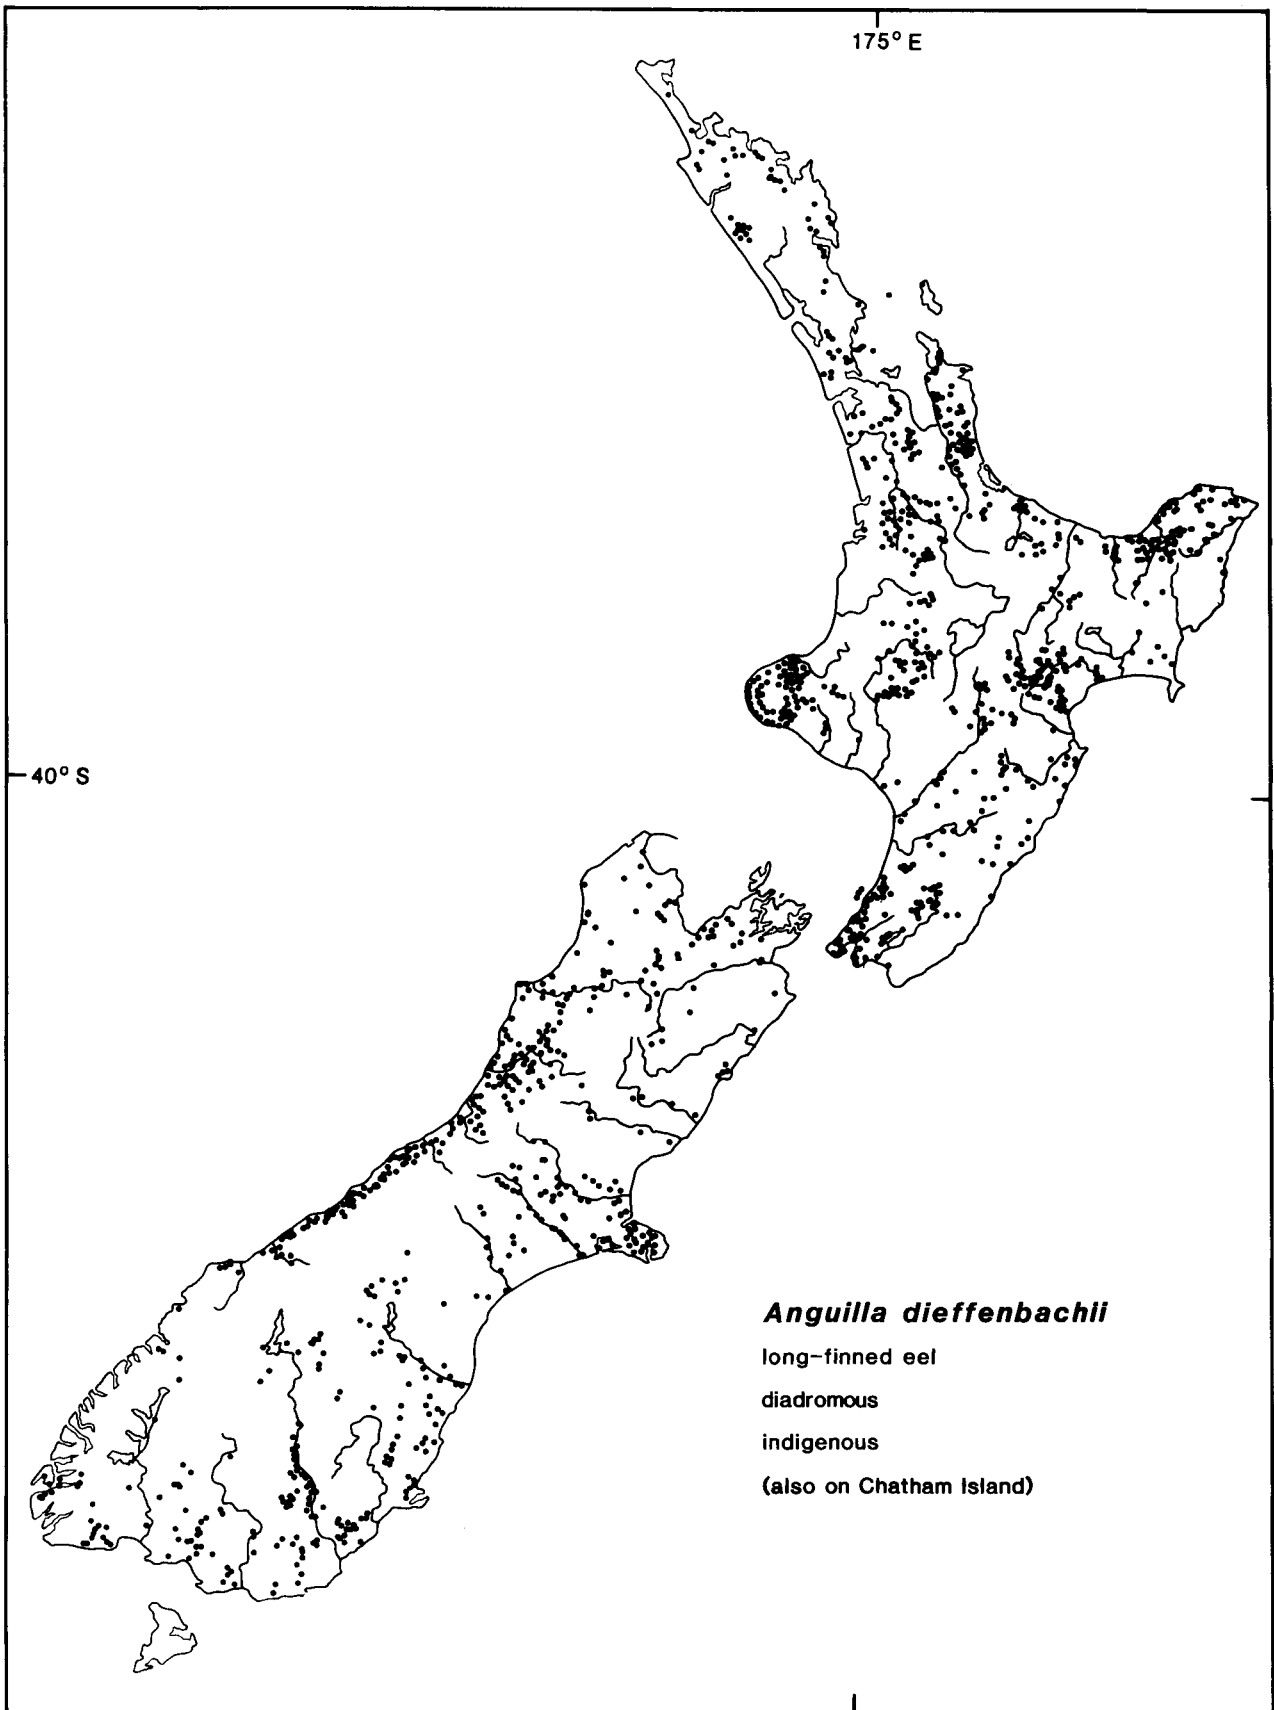 175° E
40° S
Anguilla dieffenbachii
long-finned eel
diadromous
indigenous
(also on Chatham Island)